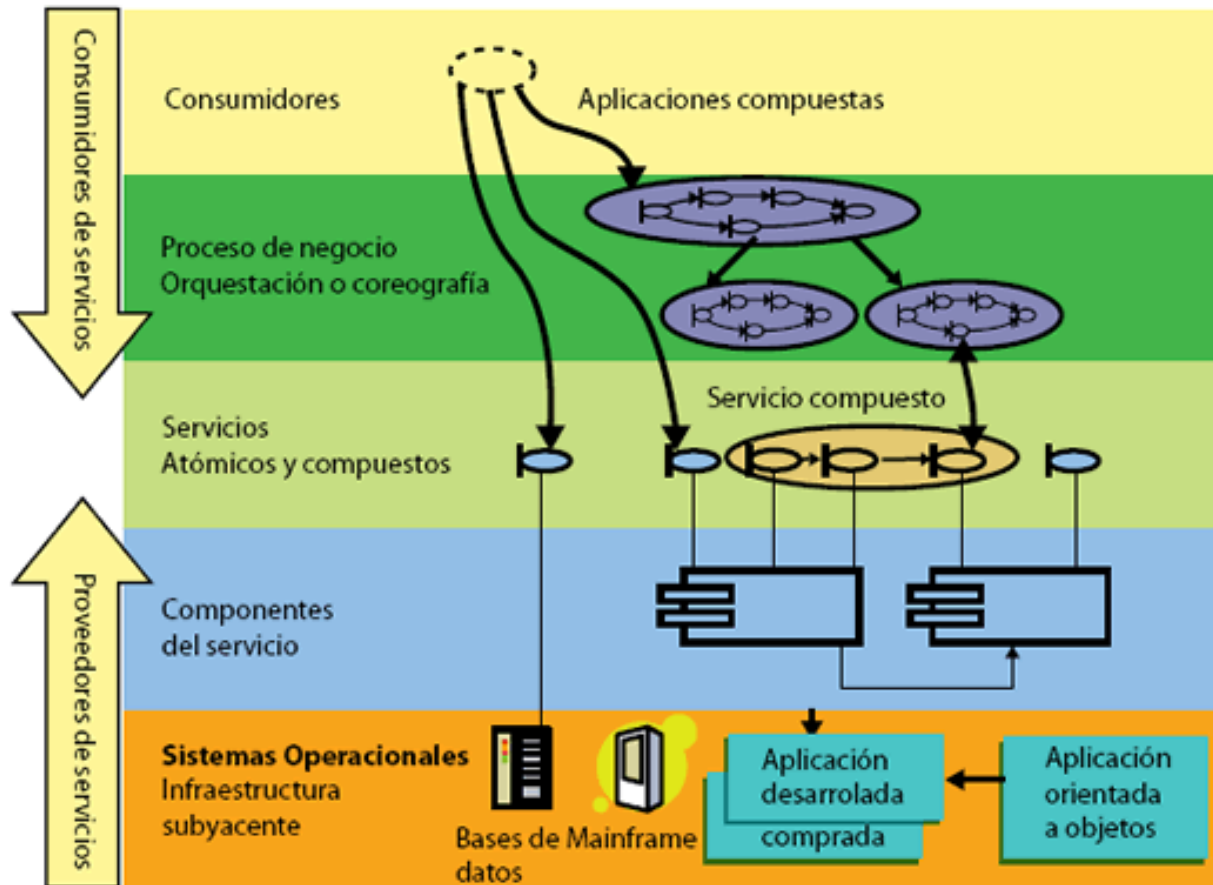 Consumidores de servicios
Consumidores
Aplicaciones compuestas
Proceso de negocio
Orquestación o coreografía
Servicio compuesto
Servicios
Atómicos y compuestos
Proveedores de servicios
Componentes
del servicio
Sistemas Operacionales
Infraestructura
subyacente
Bases de
datos
Mainframe
Aplicación
desarrolada
comprada
Aplicación
orientada
a objetos